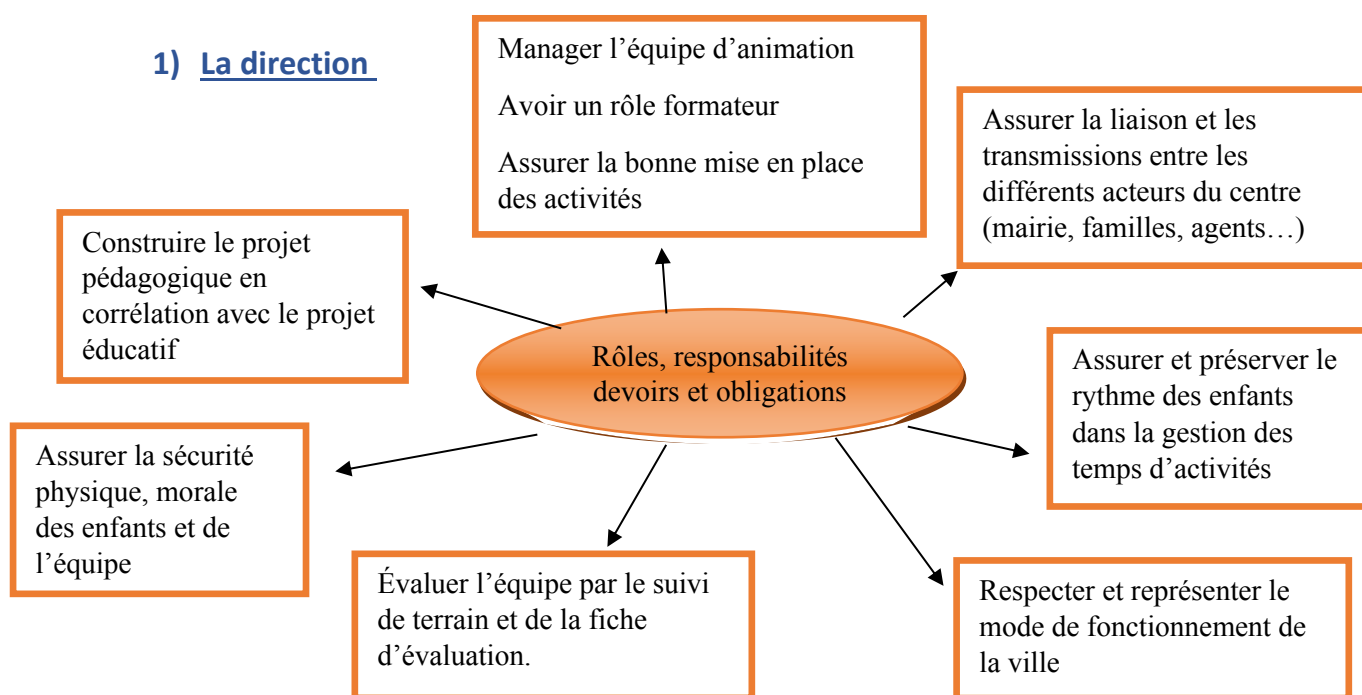 1) La direction
Manager l’équipe d’animation
Avoir un rôle formateur
Assurer la bonne mise en place
des activités
Assurer la liaison et les
transmissions entre les
différents acteurs du centre
(mairie, familles, agents…)
Construire le projet
pédagogique en
corrélation avec le projet
éducatif
Rôles, responsabilités
devoirs et obligations
Assurer et préserver le
rythme des enfants
dans la gestion des
temps d’activités
Assurer la sécurité
physique, morale
des enfants et de
l’équipe
Évaluer l’équipe par le suivi
de terrain et de la fiche
d’évaluation.
Respecter et représenter le
mode de fonctionnement de
la ville